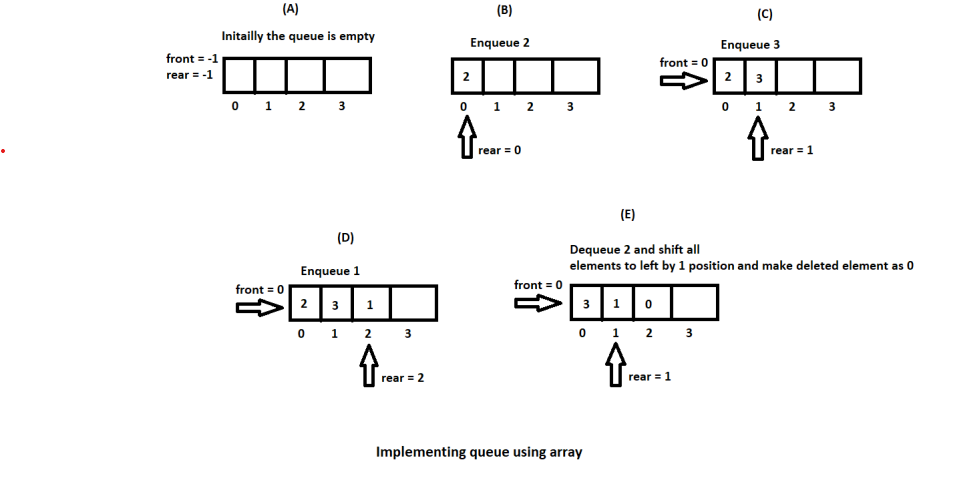 (A)
Initailly the queue is empty
front = -1
rear = -1
0 1 2 3
(B)
Enqueue 2
2
0 1 2 3
rear = 0
(C)
Enqueue 3
front = 0
2 3
0 1 2 3
rear = 1
(D)
Enqueue 1
front = 0
2 3 1
0 1 2 3
rear = 2
(E)
Dequeue 2 and shift all
elements to left by 1 position and make deleted element as 0
front = 0
3 1 0
0 1 2 3
rear = 1
Implementing queue using array